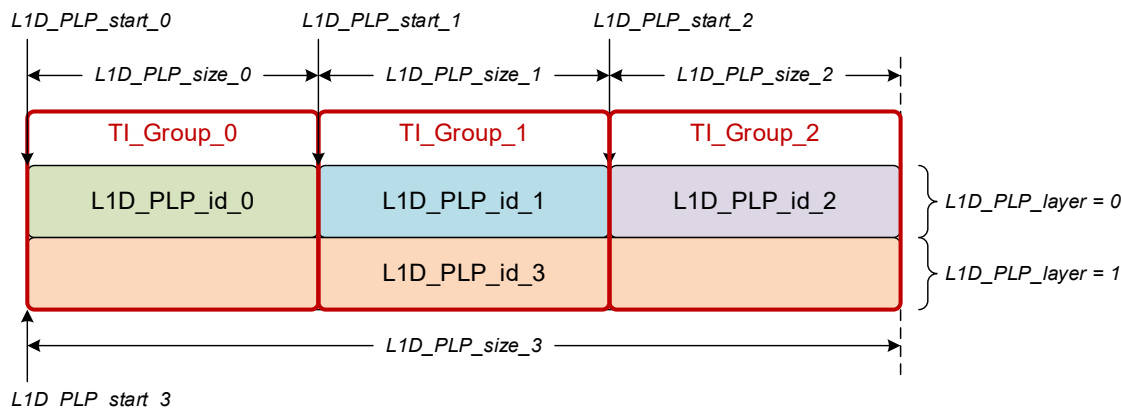 L1D_PLP_start_0 L1D_PLP_start_1 L1D_PLP_start_2
L1D_PLP_size_0 L1D_PLP_size_1 L1D_PLP_size_2
TI_Group_0 TI_Group_1 TI_Group_2
L1D_PLP_id_0 L1D_PLP_id_1 L1D_PLP_id_2 L1D_PLP_layer = 0
L1D_PLP_id_3 L1D_PLP_layer = 1
L1D_PLP_size_3
L1D_PLP_start_3